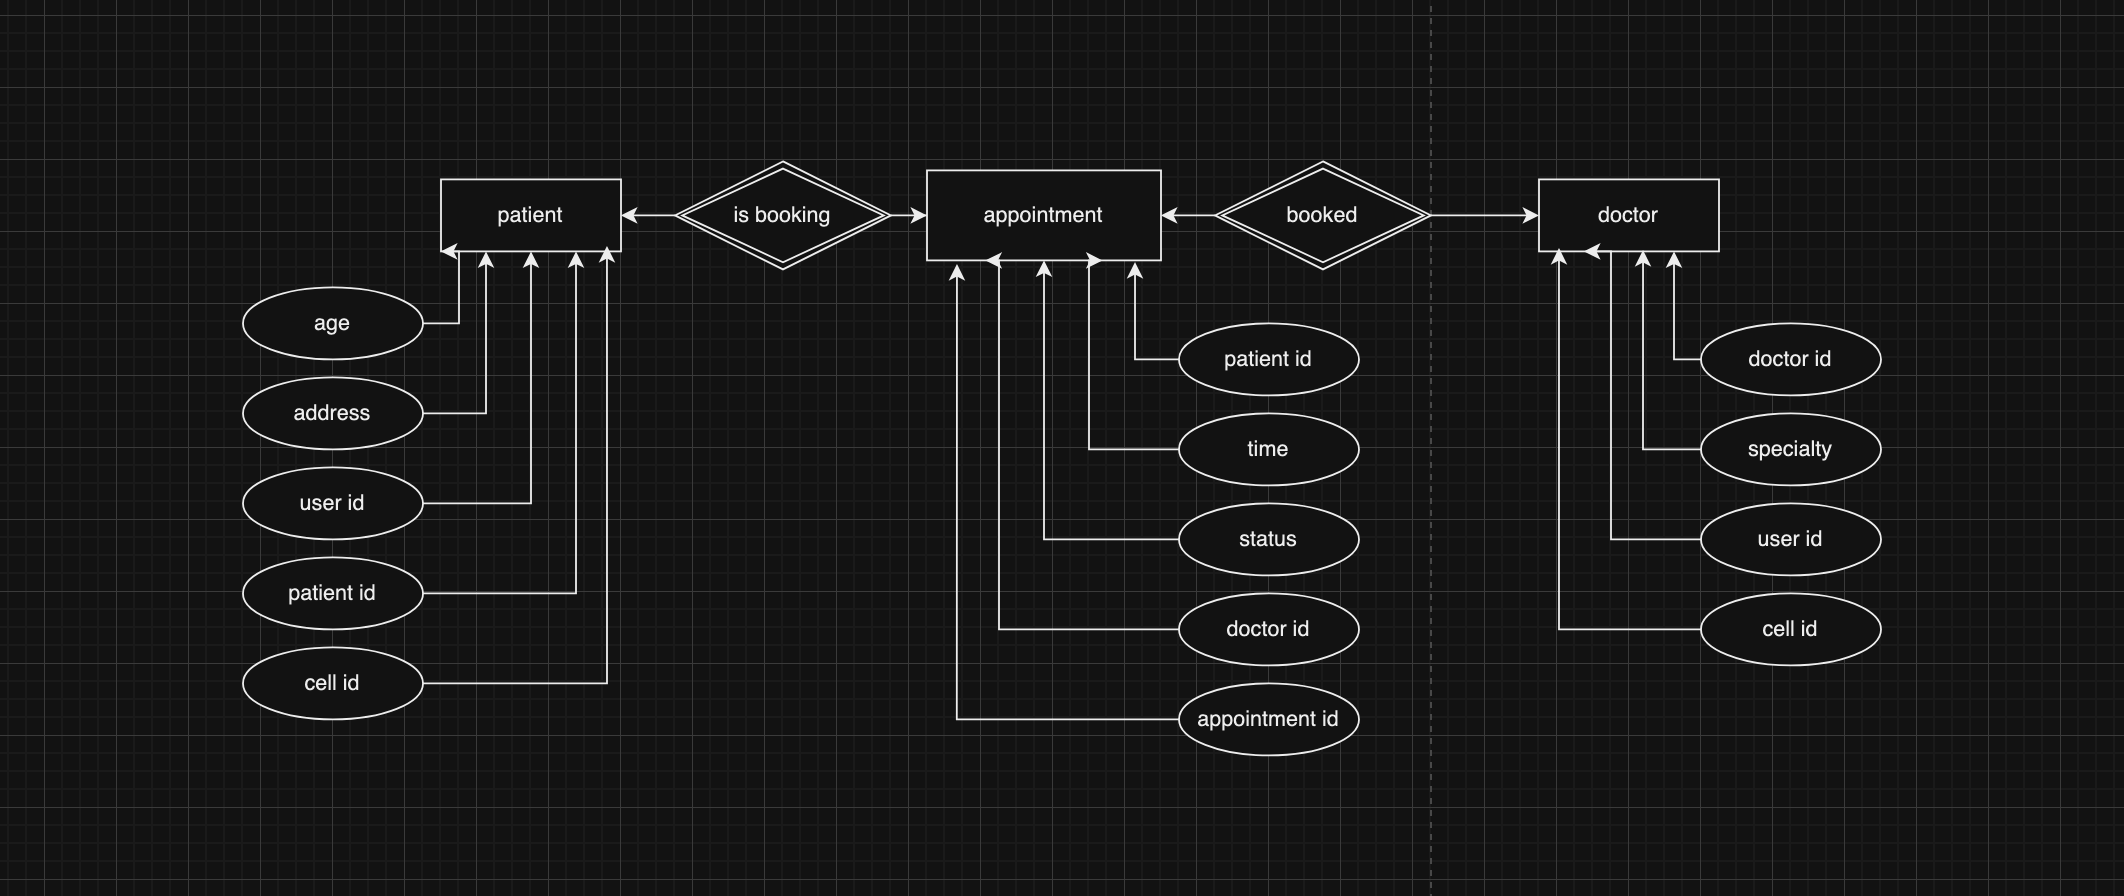 patient
is booking
appointment
booked
doctor
age
address
user id
patient id
cell id
patient id
time
status
doctor id
appointment id
doctor id
specialty
user id
cell id